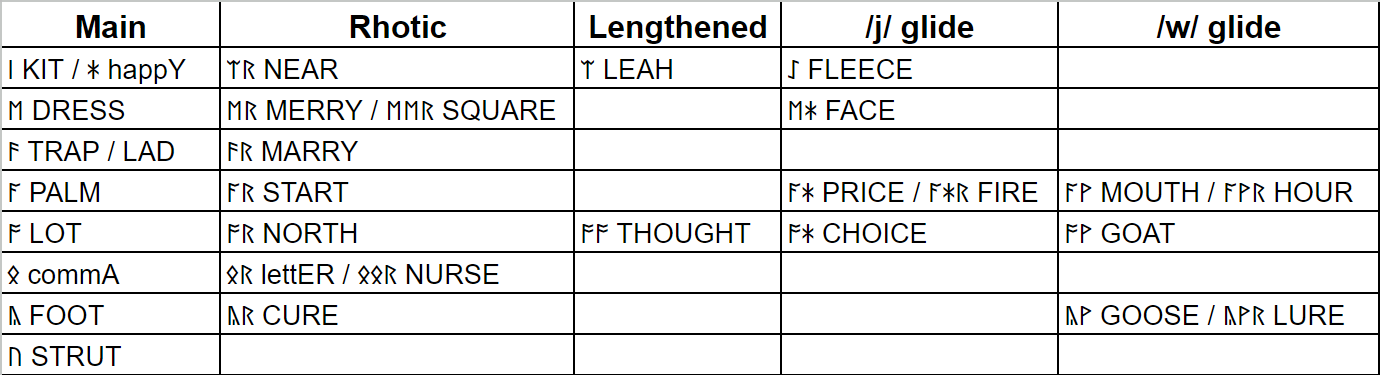 Main Rhotic Lengthened /j/ glide /w/ glide
ᛁ KIT / ᛡ happY ᛠᚱ NEAR ᛠ LEAH ᛇ FLEECE
ᛖ DRESS ᛖᚱ MERRY / ᛖᛖᚱ SQUARE ᛖᛡ FACE
ᚫ TRAP / LAD ᚫᚱ MARRY
ᚪ PALM ᚪᚱ START ᚪᛡ PRICE / ᚪᛡᚱ FIRE ᚪᚹ MOUTH / ᚪᚹᚱ HOUR
ᚩ LOT ᚩᚱ NORTH ᚩᚩ THOUGHT ᚩᛡ CHOICE ᚩᚹ GOAT
ᛟ commA ᛟᚱ lettER / ᛟᛟᚱ NURSE
ᚣ FOOT ᚣᚱ CURE ᚣᚹ GOOSE / ᚣᚹᚱ LURE
ᚢ STRUT